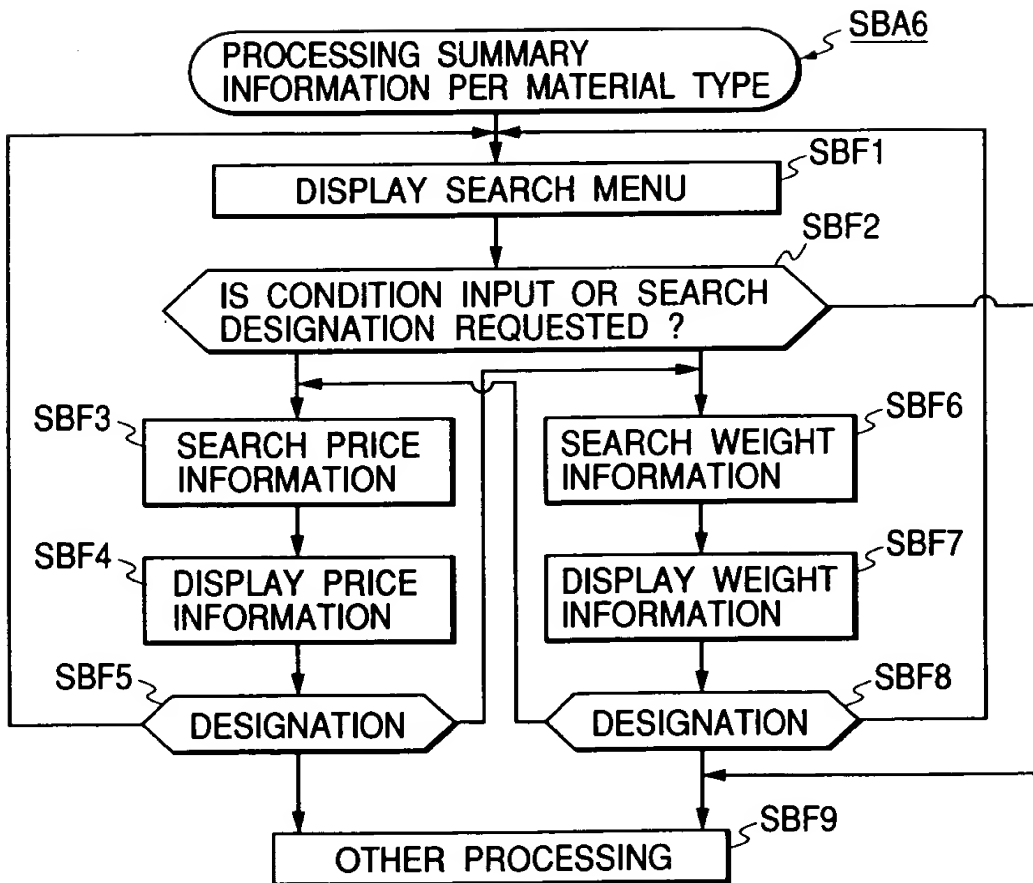 SBA6
PROCESSING SUMMARY
INFORMATION PER MATERIAL TYPE
SBF1
DISPLAY SEARCH MENU
SBF2
IS CONDITION INPUT OR SEARCH
DESIGNATION REQUESTED ?
SBF3
SEARCH PRICE
INFORMATION
SBF6
SEARCH WEIGHT
INFORMATION
SBF4
DISPLAY PRICE
INFORMATION
SBF7
DISPLAY WEIGHT
INFORMATION
SBF5
DESIGNATION
SBF8
DESIGNATION
SBF9
OTHER PROCESSING